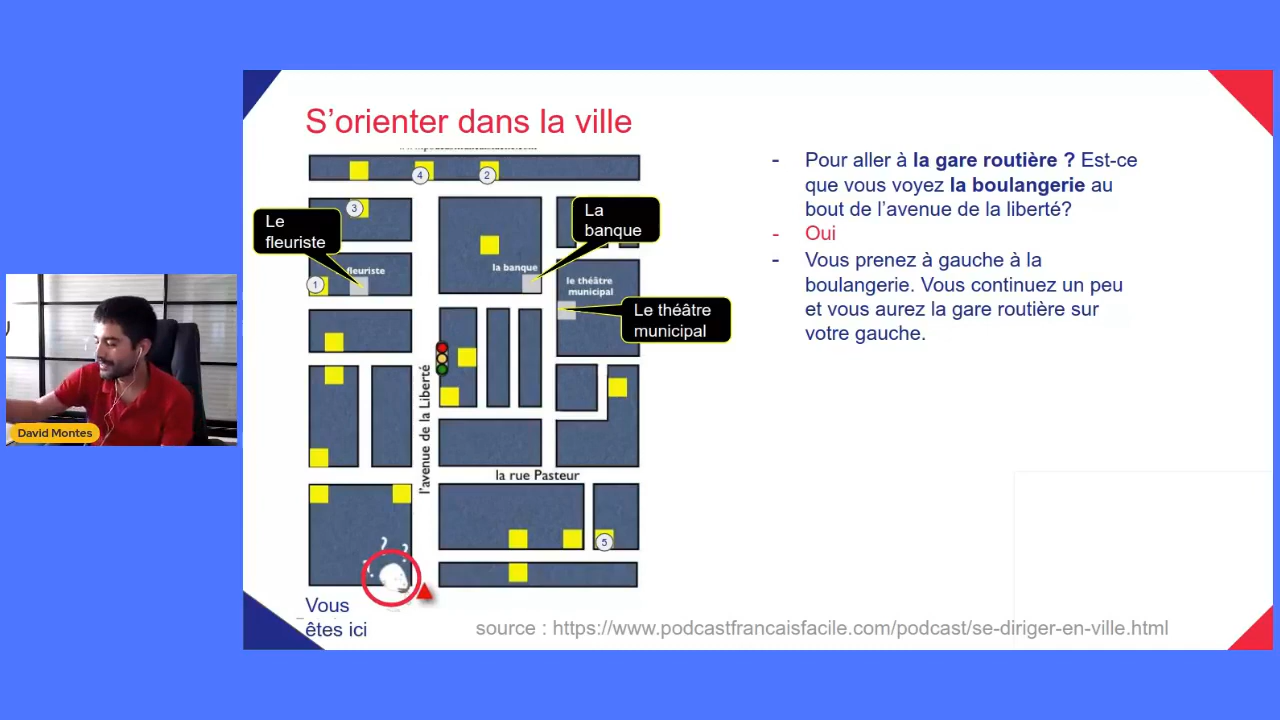 S'orienter dans la ville
4
2
3
Le
fleuriste
La
banque
fleuriste
la banque
1
le théâtre
municipal
Le théâtre
municipal
l'avenue de la Liberté
la rue Pasteur
5
? ? ?
Vous
êtes ici
- Pour aller à la gare routière ? Est-ce
que vous voyez la boulangerie au
bout de l'avenue de la liberté?
- Oui
- Vous prenez à gauche à la
boulangerie. Vous continuez un peu
et vous aurez la gare routière sur
votre gauche.
source : https://www.podcastfrancaisfacile.com/podcast/se-diriger-en-ville.html
David Montes